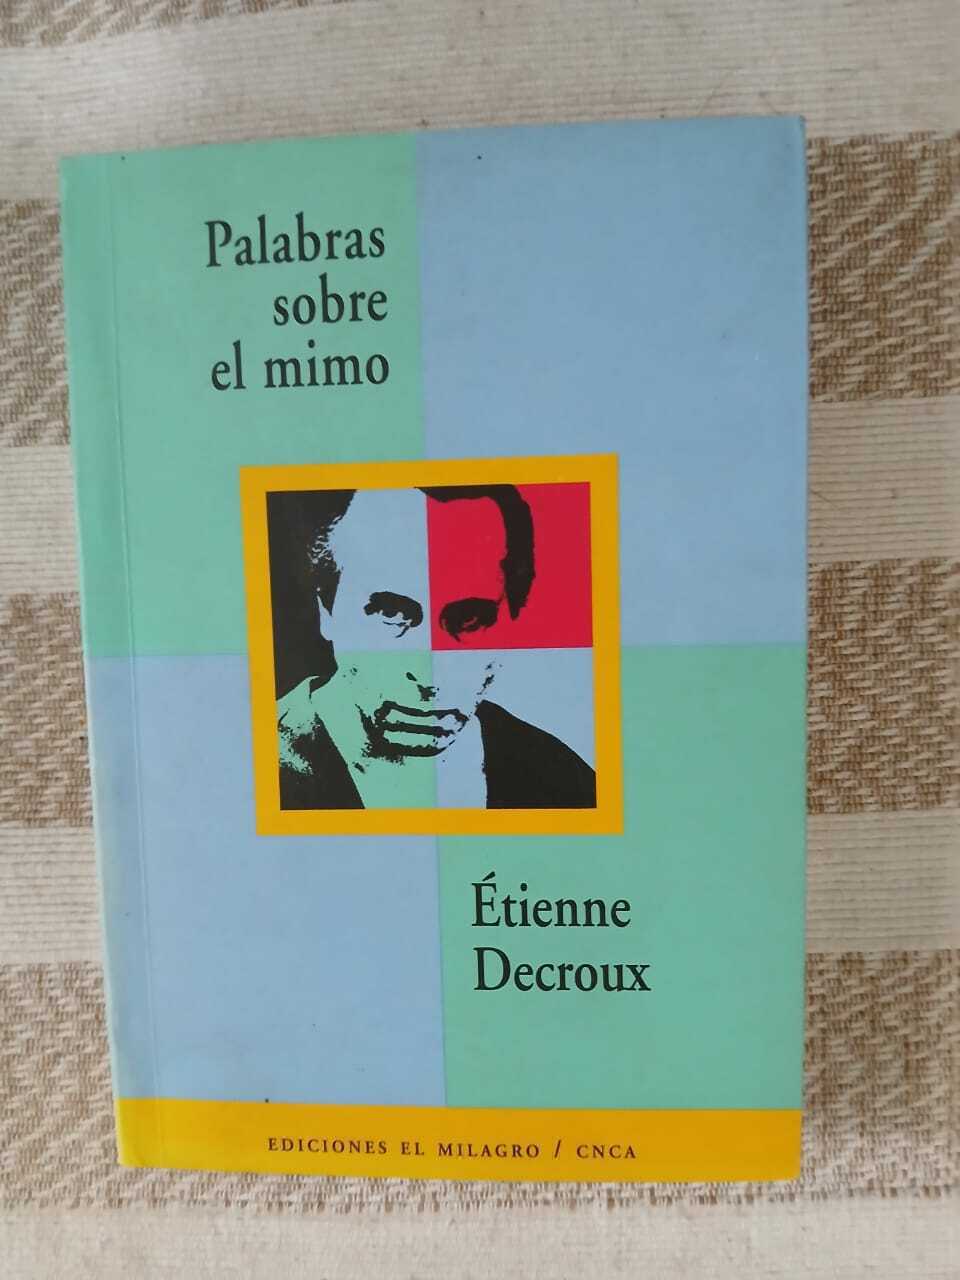 Palabras
sobre
el mimo
Étienne
Decroux
EDICIONES EL MILAGRO / CNCA